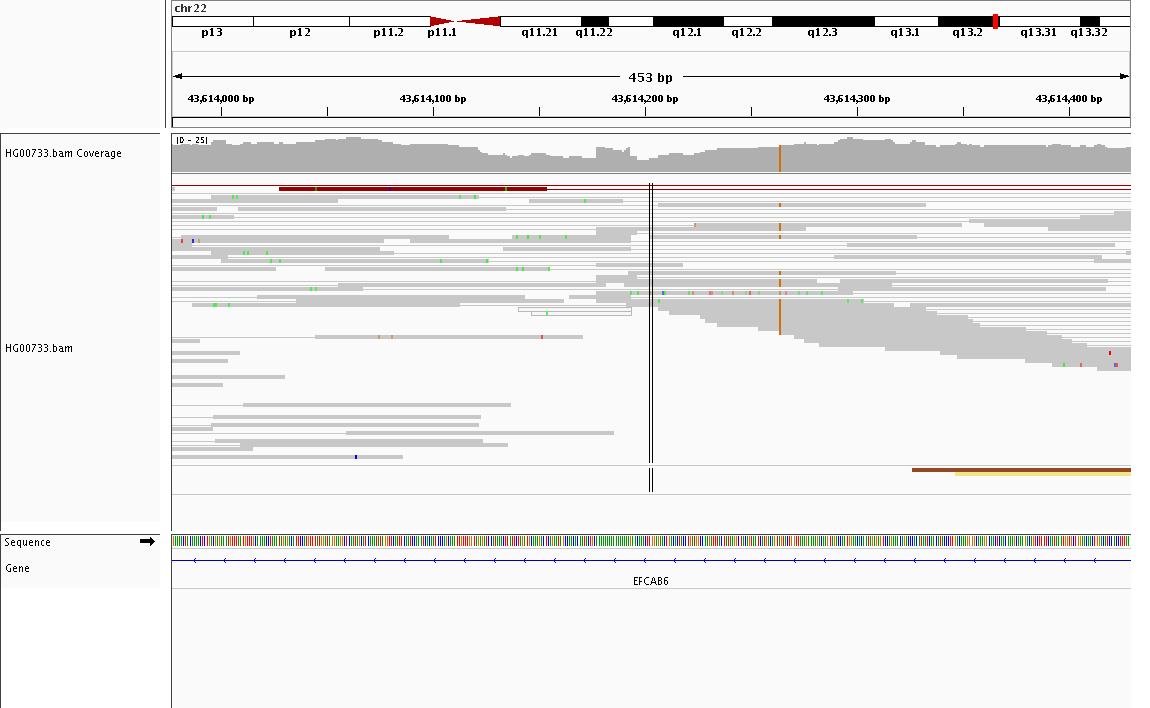 chr22
p13 p12 p11.2 p11.1 q11.21 q11.22 q12.1 q12.2 q12.3 q13.1 q13.2 q13.31 q13.32
453 bp
43,614,000 bp 43,614,100 bp 43,614,200 bp 43,614,300 bp 43,614,400 bp
[0 - 25]
HG00733.bam Coverage
HG00733.bam
Sequence
Gene
EFCAB6